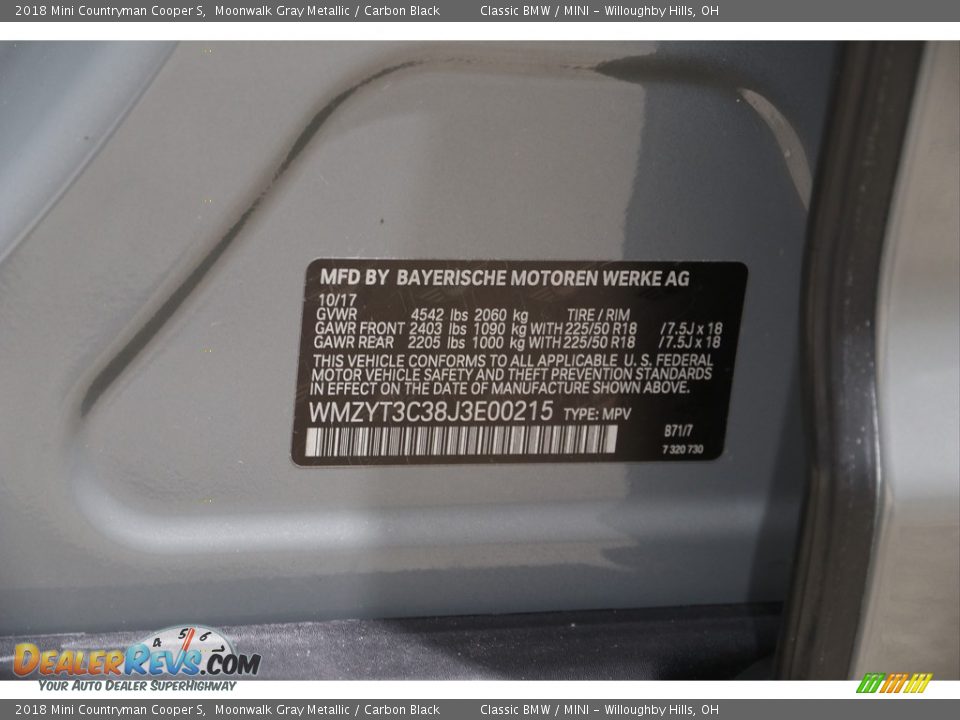 2018 Mini Countryman Cooper S, Moonwalk Gray Metallic / Carbon Black Classic BMW / MINI - Willoughby Hills, OH
MFD BY BAYERISCHE MOTOREN WERKE AG
10/17
GVWR 4542 lbs 2060 kg TIRE / RIM
GAWR FRONT 2403 lbs 1090 kg WITH 225/50 R18 /7.5J x 18
GAWR REAR 2205 lbs 1000 kg WITH 225/50 R18 /7.5J x 18
THIS VEHICLE CONFORMS TO ALL APPLICABLE U. S. FEDERAL
MOTOR VEHICLE SAFETY AND THEFT PREVENTION STANDARDS
IN EFFECT ON THE DATE OF MANUFACTURE SHOWN ABOVE.
WMZYT3C38J3E00215 TYPE: MPV
B71/7
7 320 730
4 5 6
DEALERREVS.COM
YOUR AUTO DEALER SUPERHIGHWAY
2018 Mini Countryman Cooper S, Moonwalk Gray Metallic / Carbon Black Classic BMW / MINI - Willoughby Hills, OH